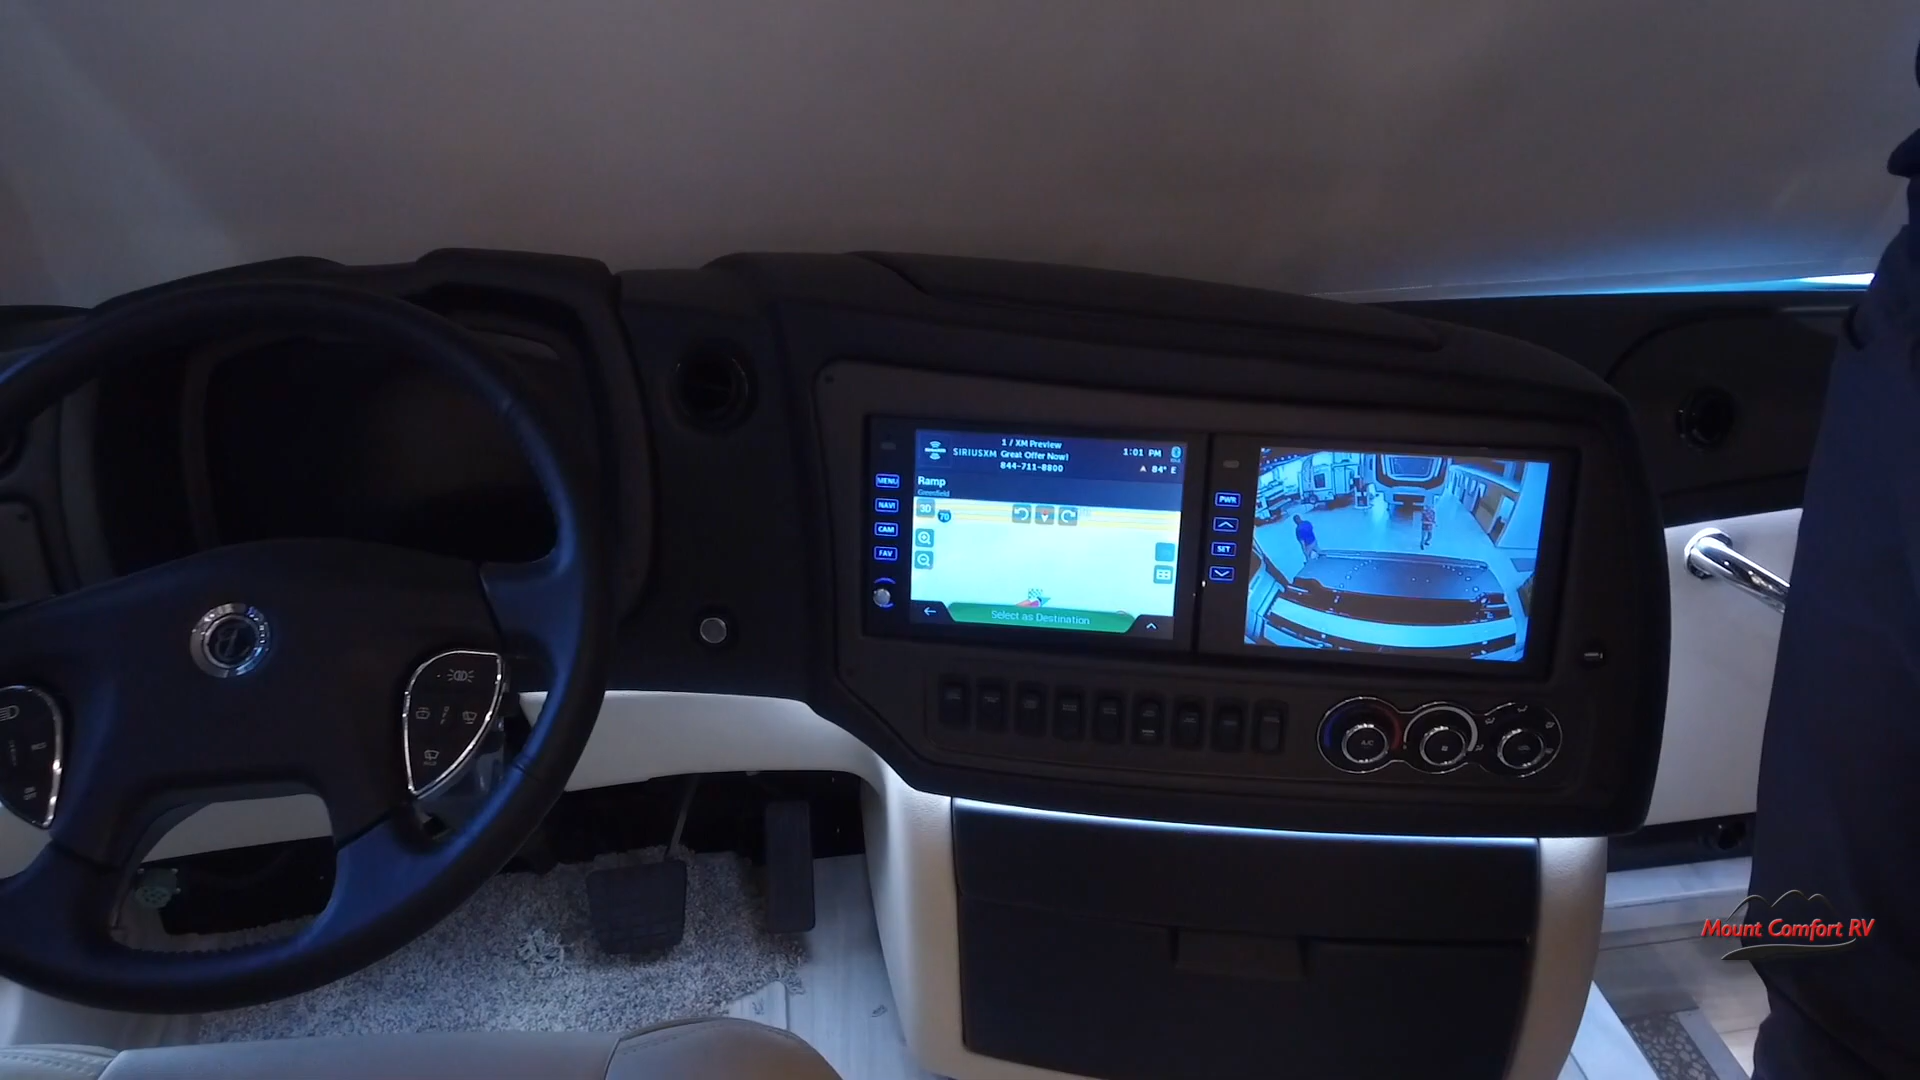 1 / XM Preview
SIRIUSXM Great Offer Now!
844-711-8800
1:01 PM
84° E
Ramp
Greenfield
3D
70
Select as Destination
MENU
NAVI
CAM
FAV
PWR
SET
A/C
Mount Comfort RV